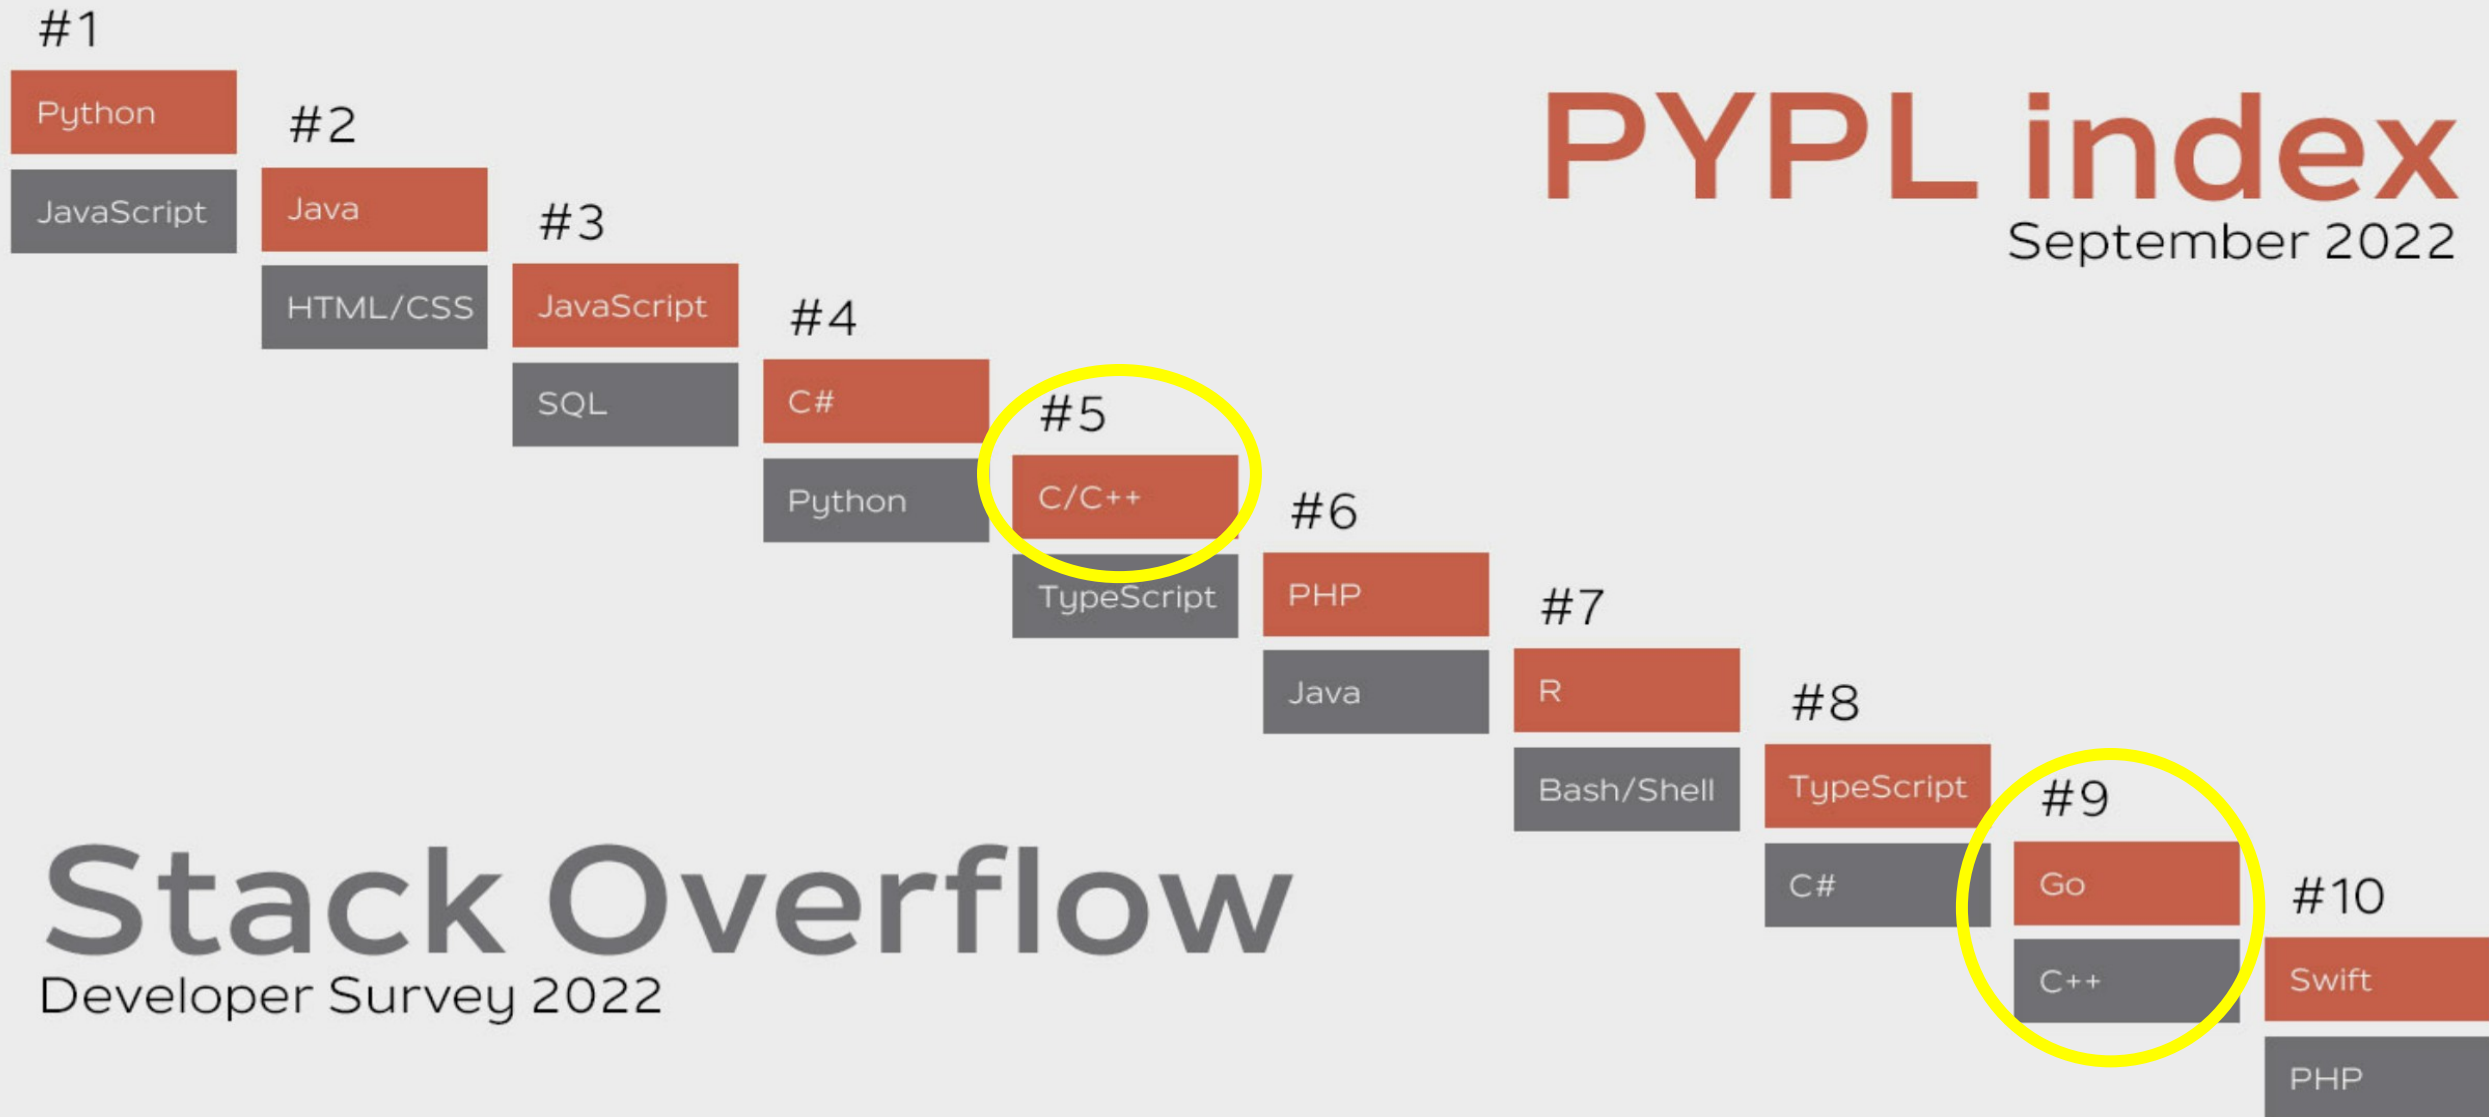 #1
Python
JavaScript
#2
Java
HTML/CSS
#3
JavaScript
SQL
#4
C#
Python
#5
C/C++
TypeScript
#6
PHP
Java
#7
R
Bash/Shell
#8
TypeScript
C#
#9
Go
C++
#10
Swift
PHP
PYPL index
September 2022
Stack Overflow
Developer Survey 2022